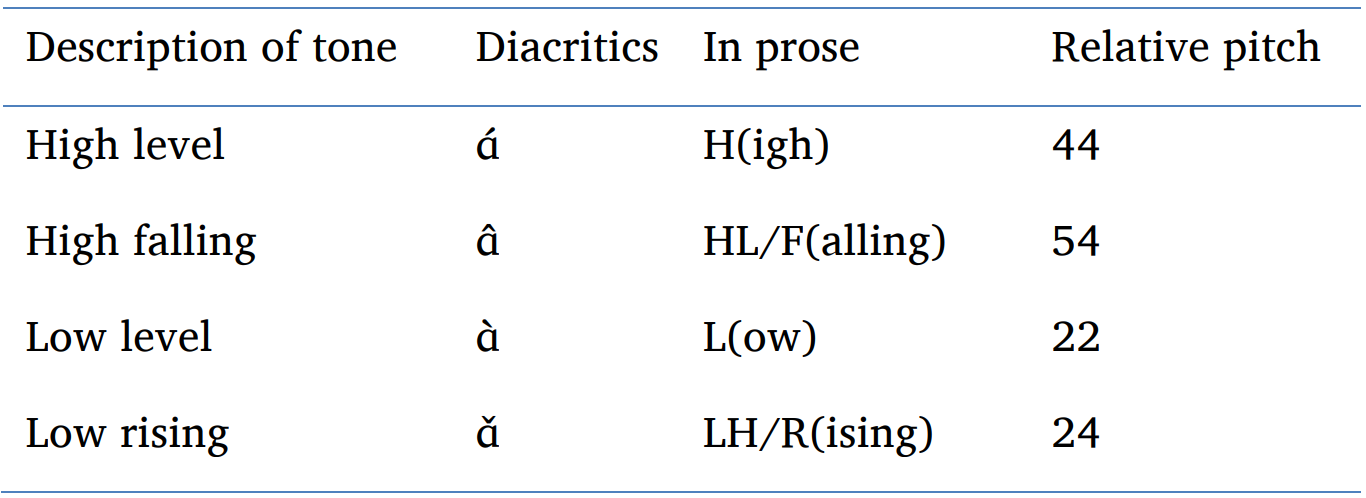 Description of tone Diacritics In prose Relative pitch
High level ɑ́ H(igh) 44
High falling ɑ̂ HL/F(alling) 54
Low level ɑ̀ L(ow) 22
Low rising ɑ̌ LH/R(ising) 24